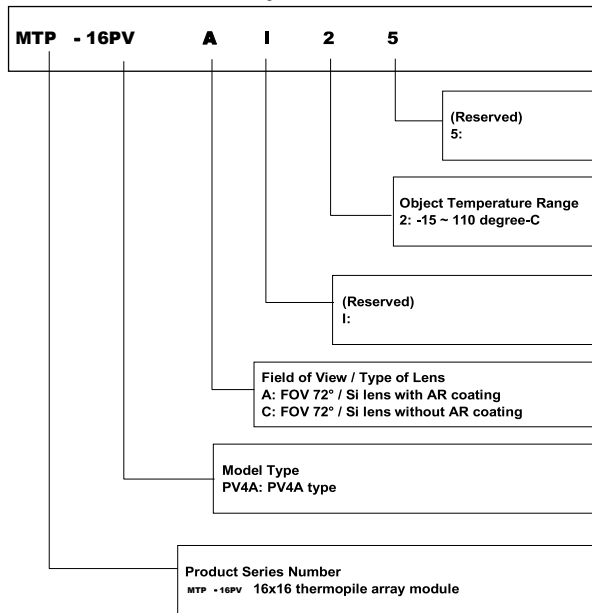 MTP - 16PV A I 2 5
(Reserved)
5:
Object Temperature Range
2: -15 ~ 110 degree-C
(Reserved)
I:
Field of View / Type of Lens
A: FOV 72° / Si lens with AR coating
C: FOV 72° / Si lens without AR coating
Model Type
PV4A: PV4A type
Product Series Number
MTP - 16PV 16x16 thermopile array module